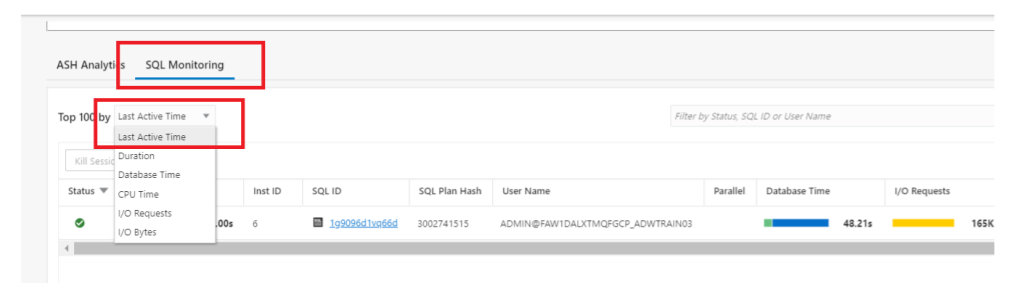 ASH Analytics SQL Monitoring
Top 100 by Last Active Time Filter by Status, SQL ID or User Name
Last Active Time
Kill Sessi
Duration
Database Time
CPU Time
I/O Requests
I/O Bytes
Status Inst ID SQL ID SQL Plan Hash User Name Parallel Database Time I/O Requests
.00s 6 1g9096d1vq66d 3002741515 ADMIN@FAW1DALXTMQFGCP_ADWTRAIN03 48.21s 165K